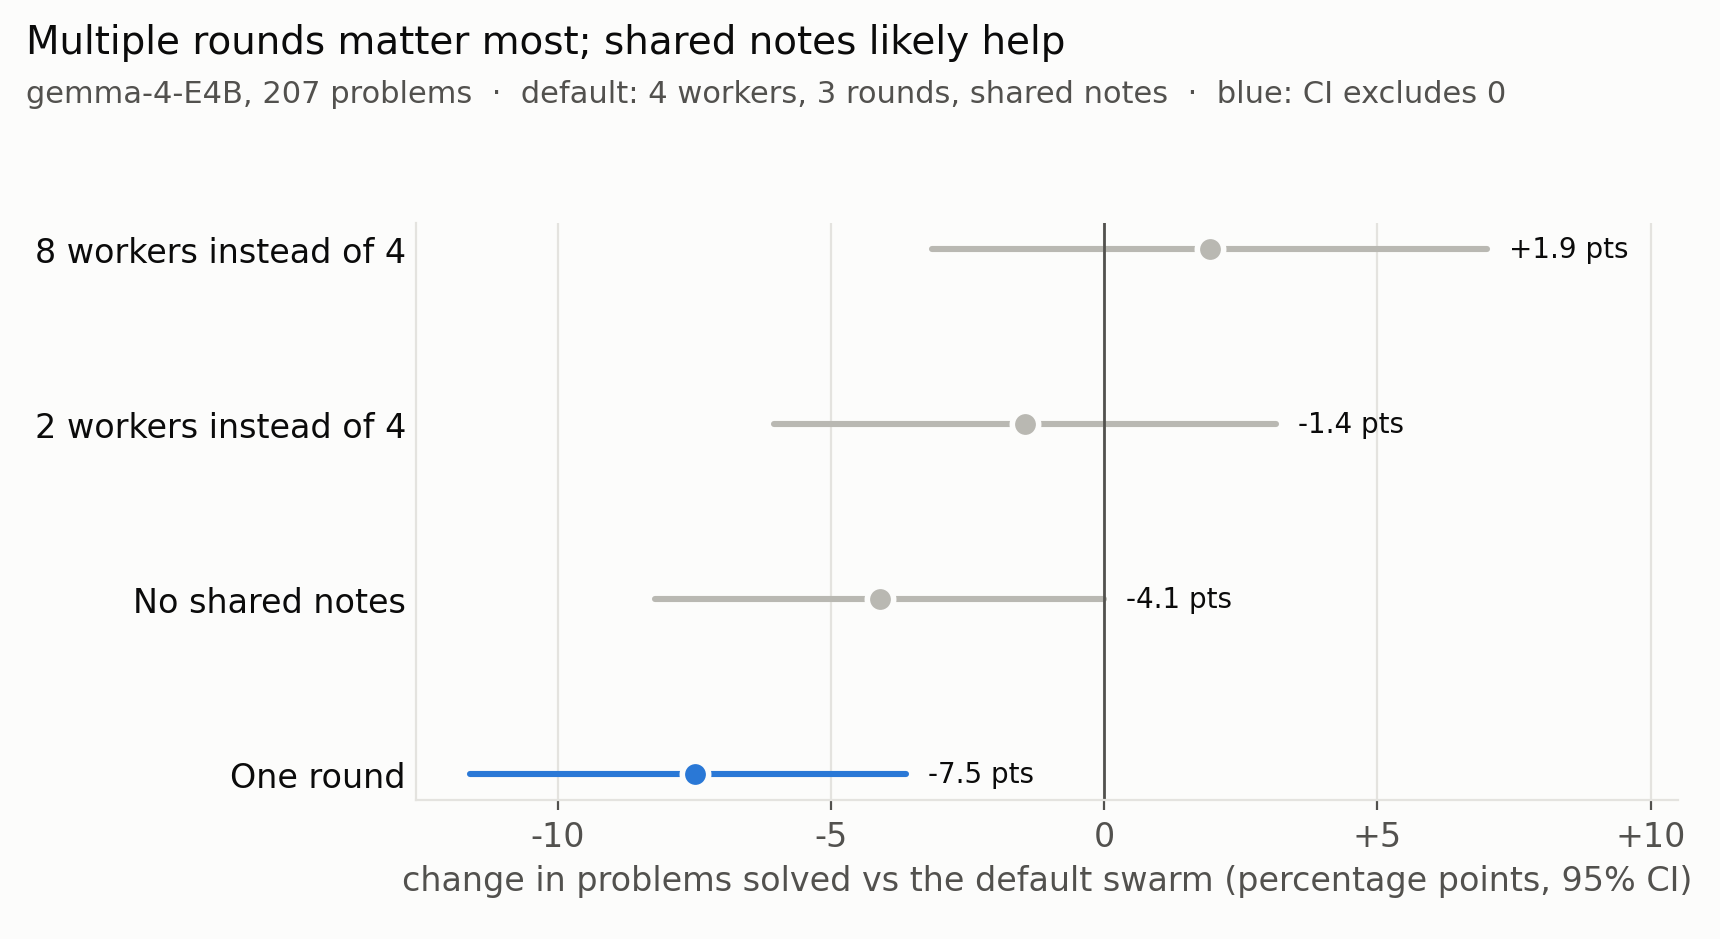 Multiple rounds matter most; shared notes likely help
gemma-4-E4B, 207 problems · default: 4 workers, 3 rounds, shared notes · blue: CI excludes 0
8 workers instead of 4
+1.9 pts
2 workers instead of 4
-1.4 pts
No shared notes
-4.1 pts
One round
-7.5 pts
-10 -5 0 +5 +10
change in problems solved vs the default swarm (percentage points, 95% CI)